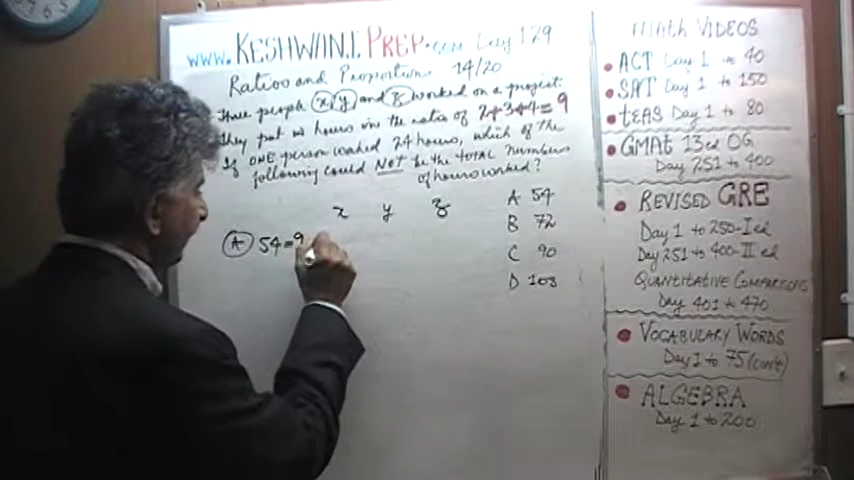 www.KESHWANI PREP.com Day 129
Ratios and Proportions 14/20
Three people x, y and z worked on a project.
They put in hours in the ratio of 2+3+4=9
If ONE person worked 24 hours, which of the
following could NOT be the TOTAL numbers
of hours worked?
x y z
A 54=9
A 54
B 72
C 90
D 108
Math VIDEOS
ACT Day 1 to 40
SAT Day 1 to 150
TEAS Day 1 to 80
GMAT 13ed OG
Day 251 to 400
REVISED GRE
Day 1 to 250-I ed
Day 251 to 400-II ed
QUANTITATIVE COMPARISONS
Day 401 to 470
VOCABULARY WORDS
Day 1 to 75 (con't)
ALGEBRA
Day 1 to 200